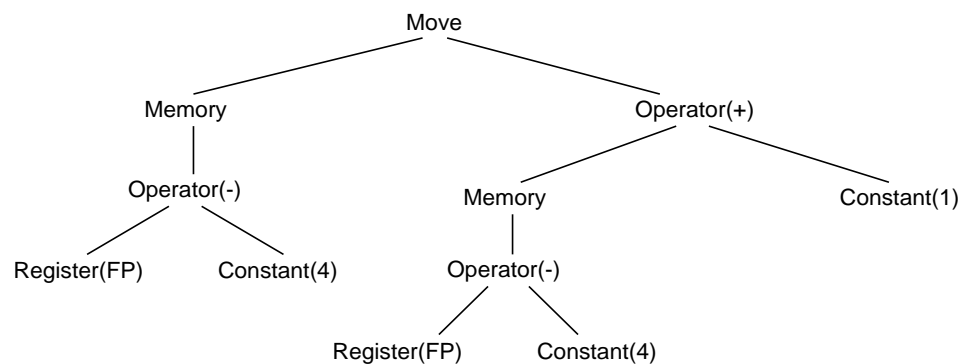 Move
Memory Operator(+)
Operator(-) Memory Constant(1)
Register(FP) Constant(4) Operator(-)
Register(FP) Constant(4)